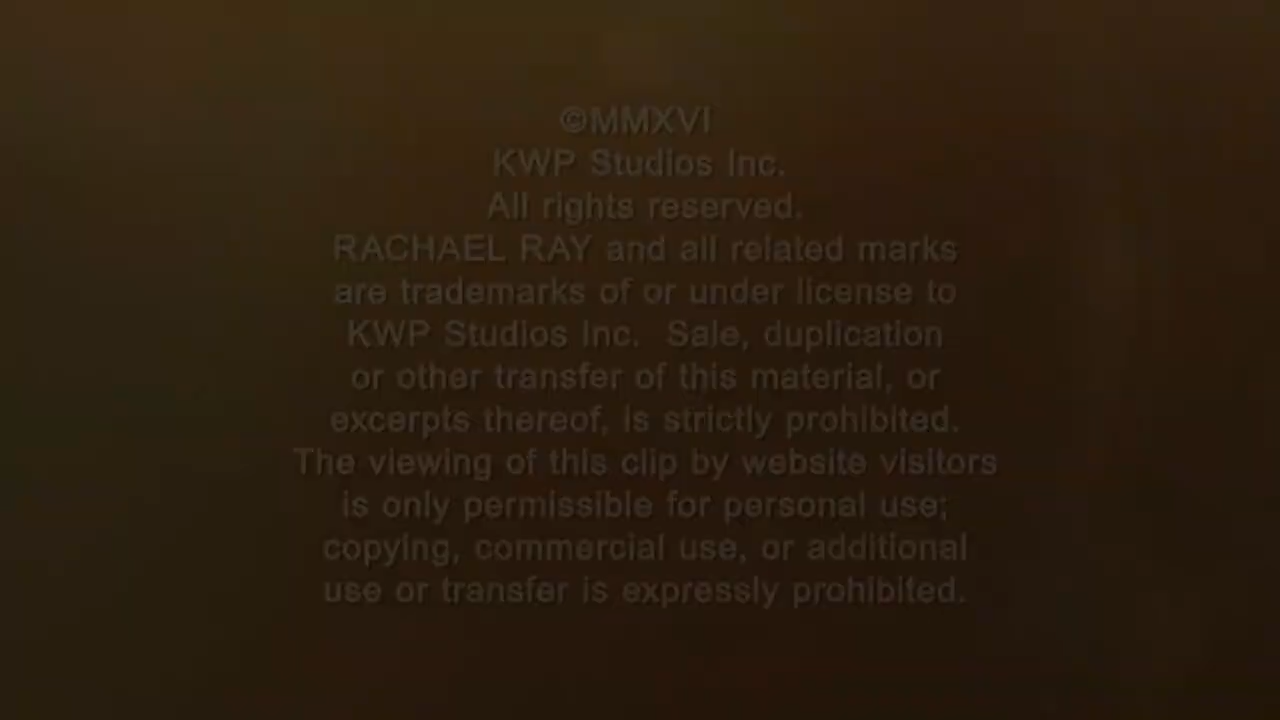 ©MMXVI
KWP Studios Inc.
All rights reserved.
RACHAEL RAY and all related marks
are trademarks of or under license to
KWP Studios Inc.  Sale, duplication
or other transfer of this material, or
excerpts thereof, is strictly prohibited.
The viewing of this clip by website visitors
is only permissible for personal use;
copying, commercial use, or additional
use or transfer is expressly prohibited.